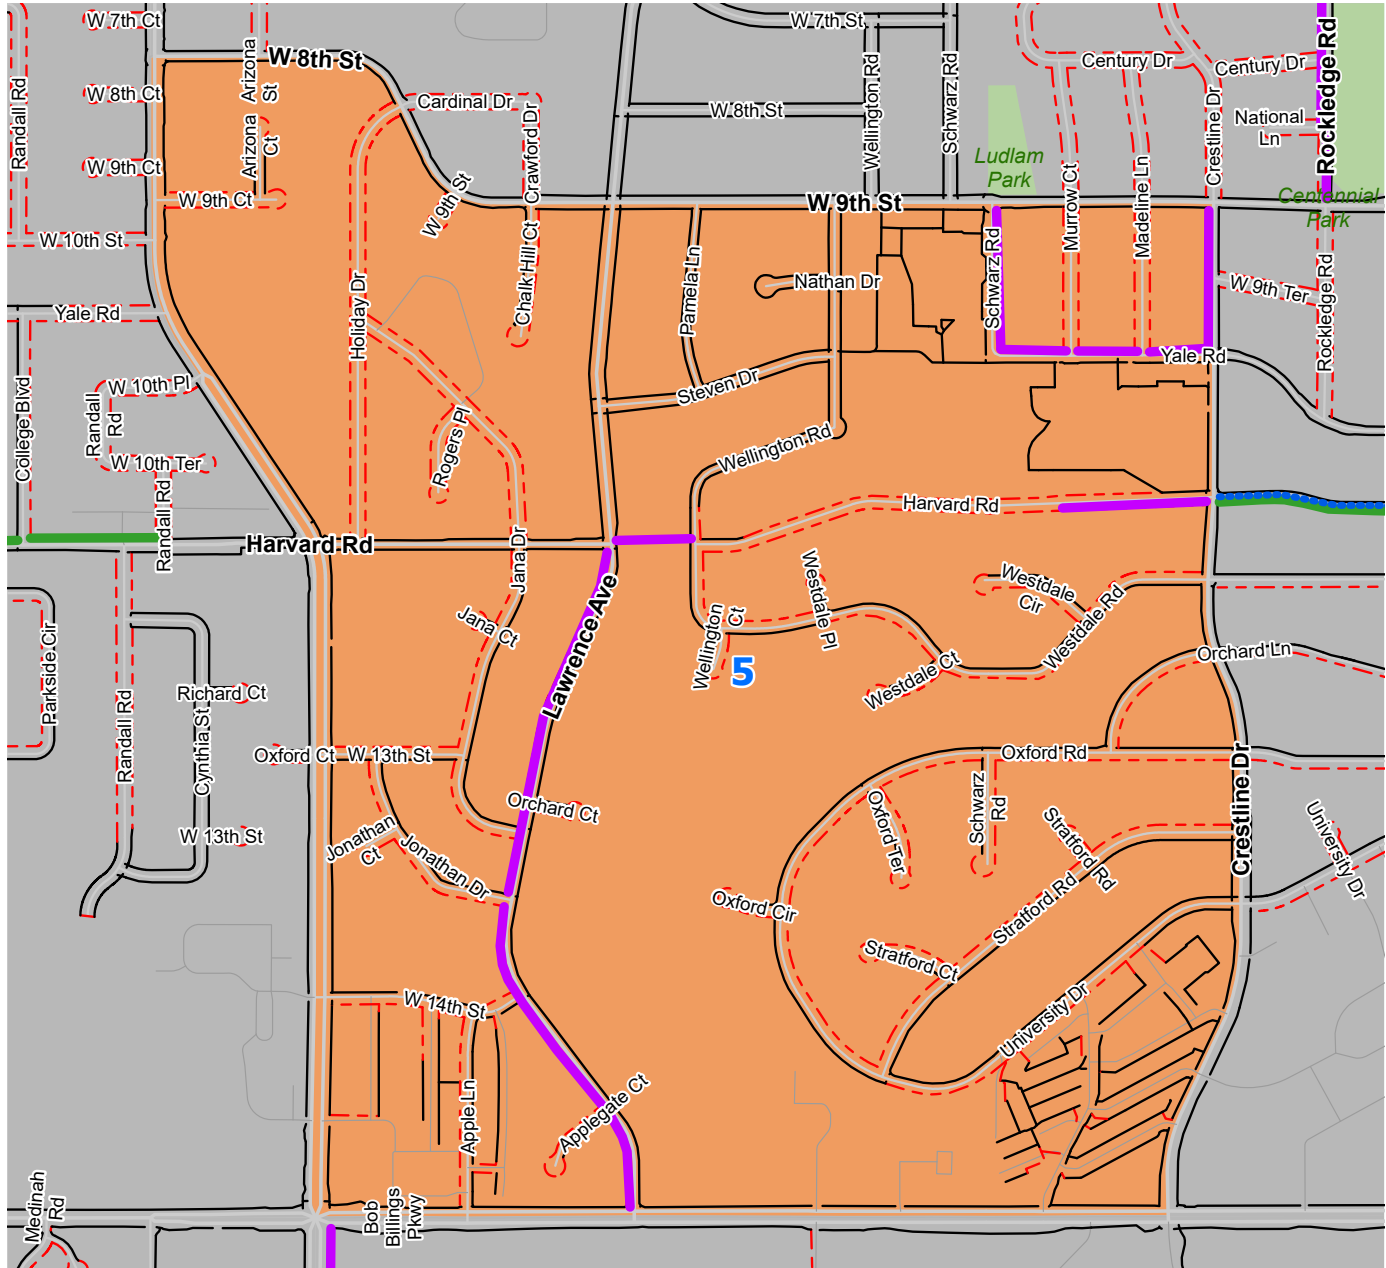 W 7th Ct
W 7th St
Rockledge Rd
W 8th St
Arizona
St
Century Dr
Century Dr
Randall Rd
W 8th Ct
Cardinal Dr
W 8th St
Wellington Rd
Schwarz Rd
Crestline Dr
National
Ln
Arizona
Ct
Crawford Dr
Ludlam
Park
W 9th Ct
W 9th Ct
W 9th St
W 9th St
Murrow Ct
Madeline Ln
Centennial
Park
W 10th St
Chalk Hill Ct
Pamela Ln
Nathan Dr
Schwarz Rd
W 9th Ter
Rockledge Rd
Yale Rd
Holiday Dr
Yale Rd
College Blvd
W 10th Pl
Randall
Rd
Steven Dr
Rogers Pl
Wellington Rd
W 10th Ter
Randall Rd
Harvard Rd
Harvard Rd
Jana Dr
Westdale Pl
Westdale
Cir
Westdale Rd
Lawrence Ave
Jana Ct
Wellington
Ct
5
Parkside Cir
Orchard Ln
Richard Ct
Westdale Ct
Randall Rd
Cynthia St
Oxford Ct
W 13th St
Oxford Rd
Crestline Dr
Orchard Ct
Schwarz
Rd
Oxford Ter
Stratford Rd
University Dr
W 13th St
Jonathan
Ct
Jonathan Dr
Oxford Cir
Stratford Rd
Stratford Ct
W 14th St
University Dr
Apple Ln
Applegate Ct
Medinah
Rd
Bob
Billings
Pkwy